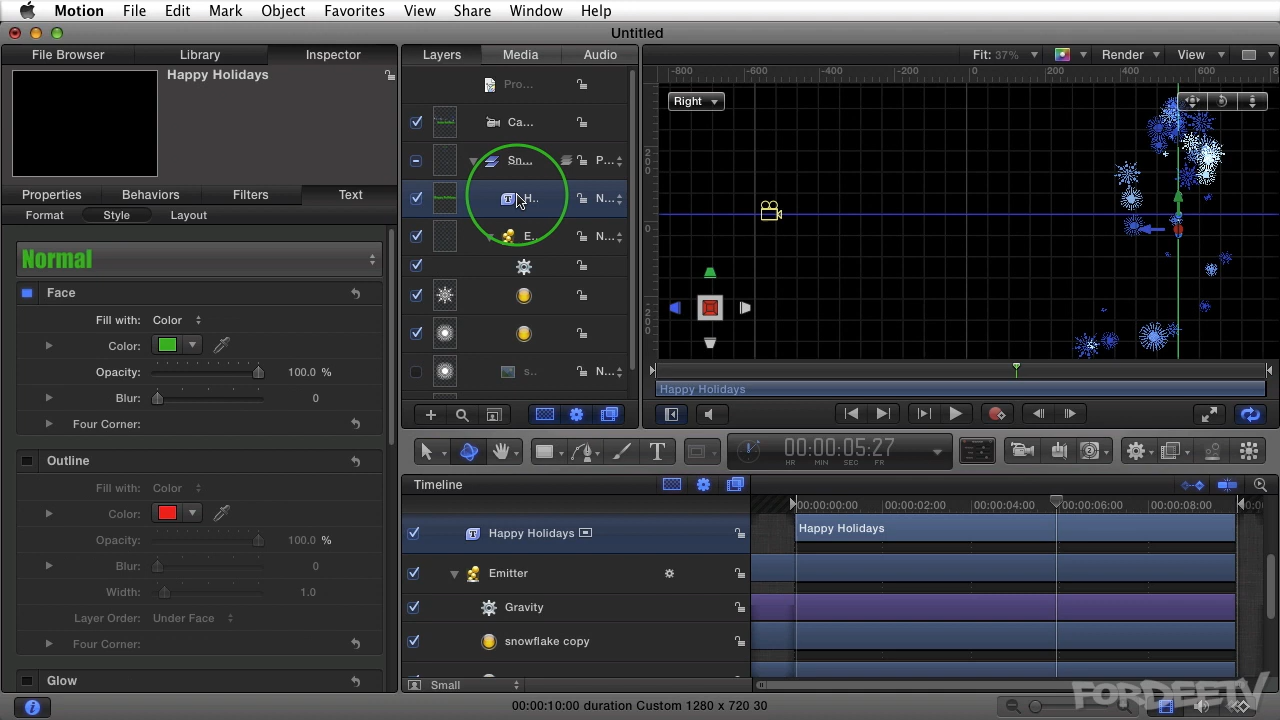 Motion File Edit Mark Object Favorites View Share Window Help
Untitled
File Browser Library Inspector Layers Media Audio Fit: 37% Render View
Happy Holidays
-800 -600 -400 -200 0 200 400 600 8
Pro...
Right
Ca...
Sn... P...
Properties Behaviors Filters Text
H.. N...
Format Style Layout
E.. N...
Normal
Face
Fill with: Color
Color:
Opacity: 100.0 %
s.. N...
Happy Holidays
Blur: 0
Four Corner:
00:00:05:27
HR MIN SEC FR
Outline
Timeline
Fill with: Color
Color:
00:00:00:00 00:00:02:00 00:00:04:00 00:00:06:00 00:00:08:00
Happy Holidays Happy Holidays
Opacity: 100.0 %
Blur: 0
Emitter
Width: 1.0
Gravity
Layer Order: Under Face
Four Corner:
snowflake copy
Glow
Small
00:00:10:00 duration Custom 1280 x 720 30
FORDEETV